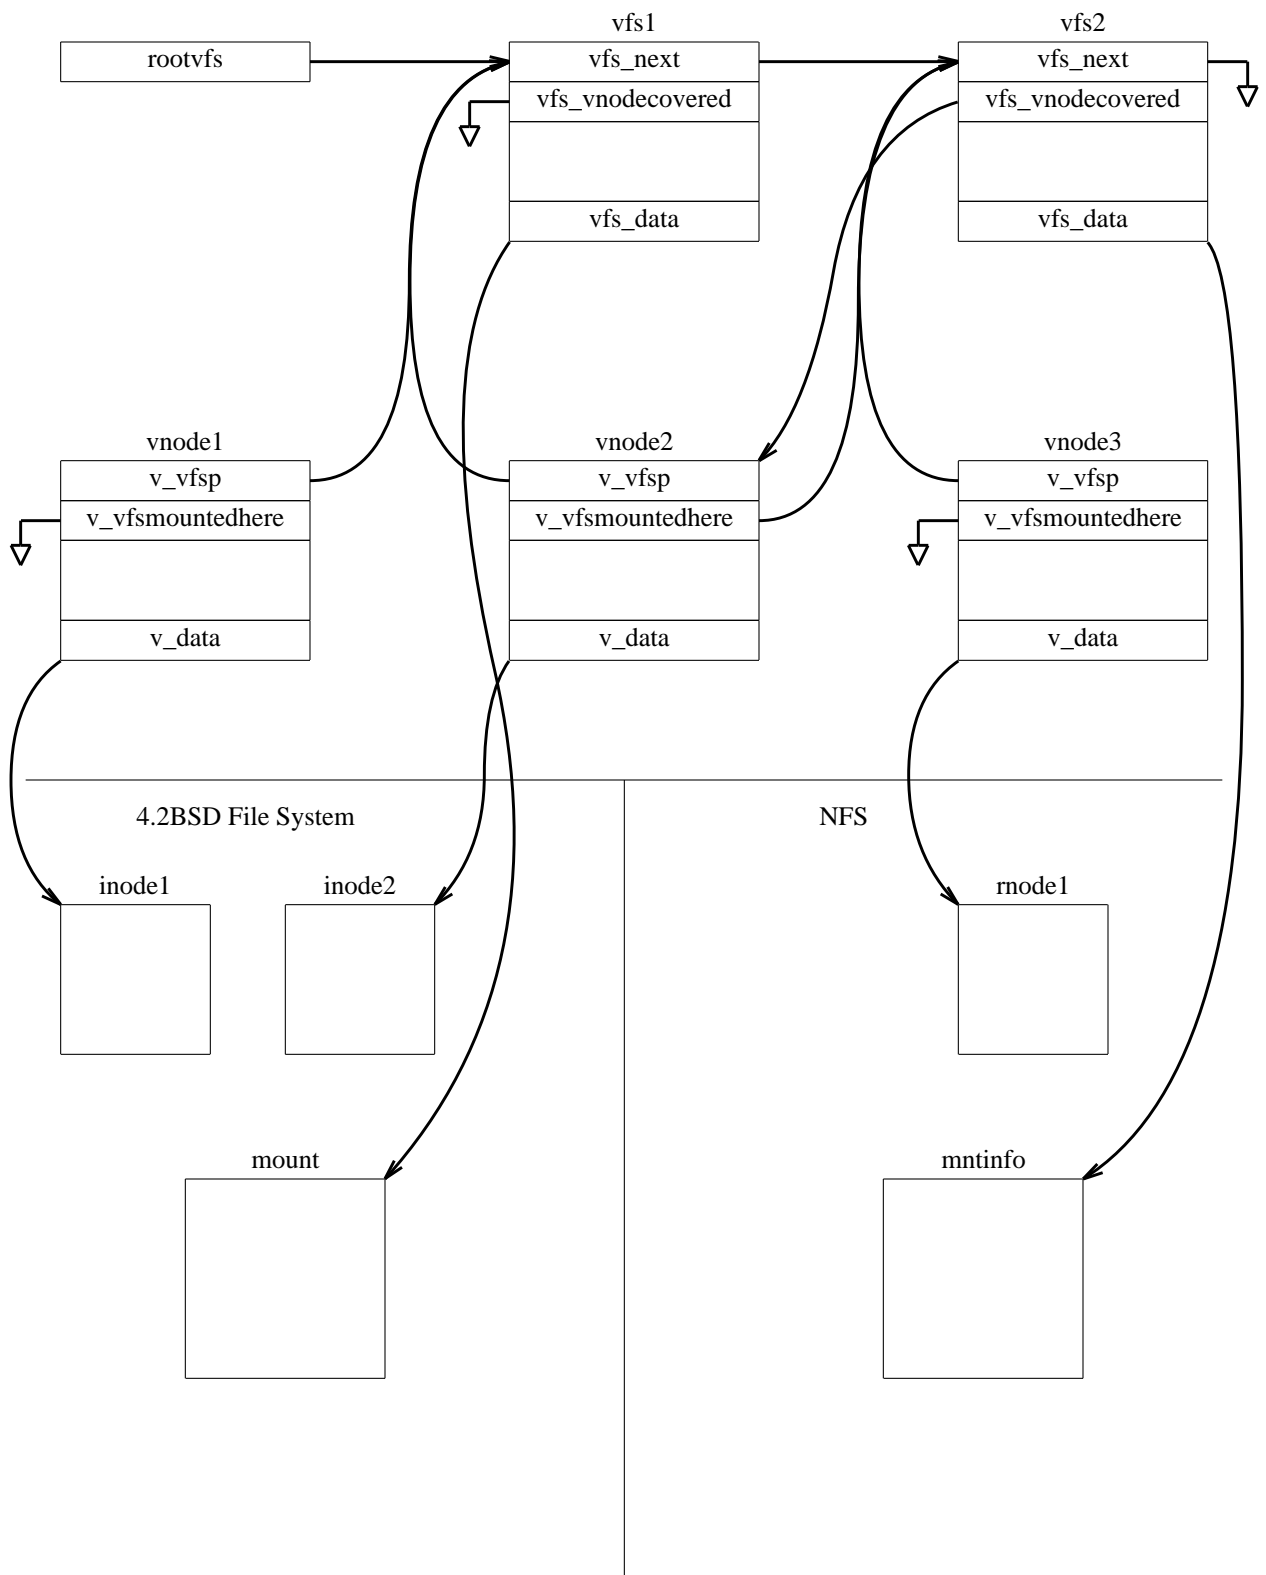 vfs1
vfs2
rootvfs
vfs_next
vfs_next
vfs_vnodecovered
vfs_vnodecovered
vfs_data
vfs_data
vnode1
vnode2
vnode3
v_vfsp
v_vfsp
v_vfsp
v_vfsmountedhere
v_vfsmountedhere
v_vfsmountedhere
v_data
v_data
v_data
4.2BSD File System
NFS
inode1
inode2
rnode1
mount
mntinfo